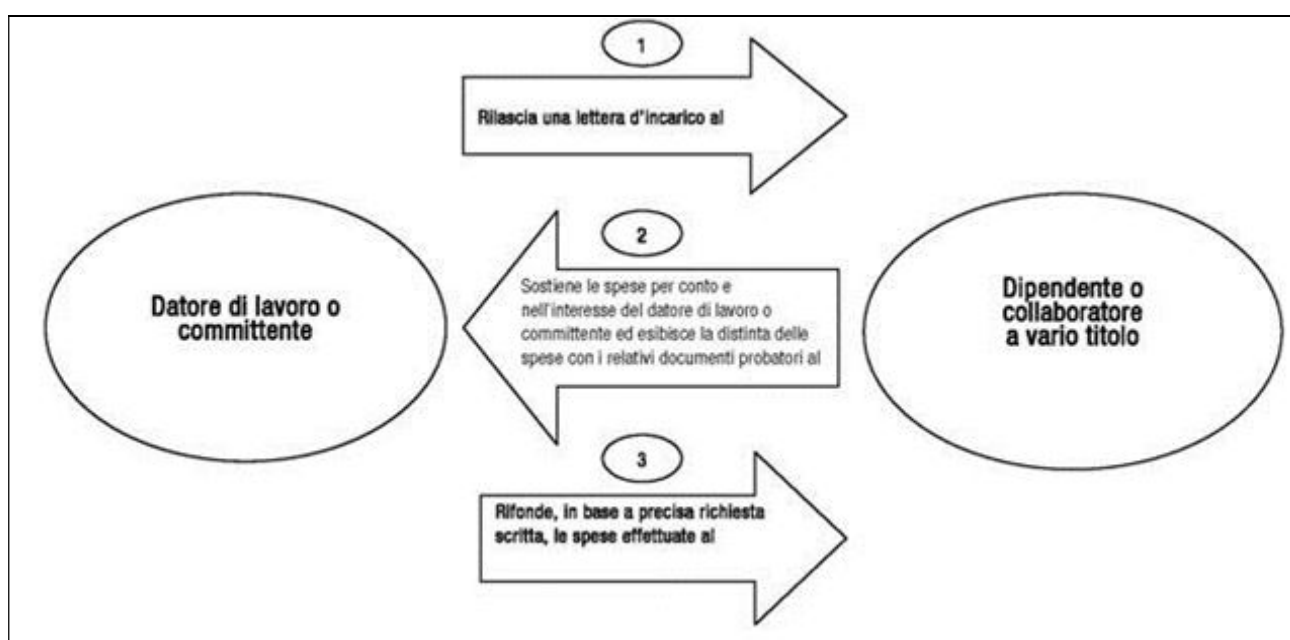 1
Rilascia una lettera d'incarico al
Datore di lavoro o
committente
2
Sostiene le spese per conto e
nell'interesse del datore di lavoro o
committente ed esibisce la distinta delle
spese con i relativi documenti probatori al
Dipendente o
collaboratore
a vario titolo
3
Rifonde, in base a precisa richiesta
scritta, le spese effettuate al